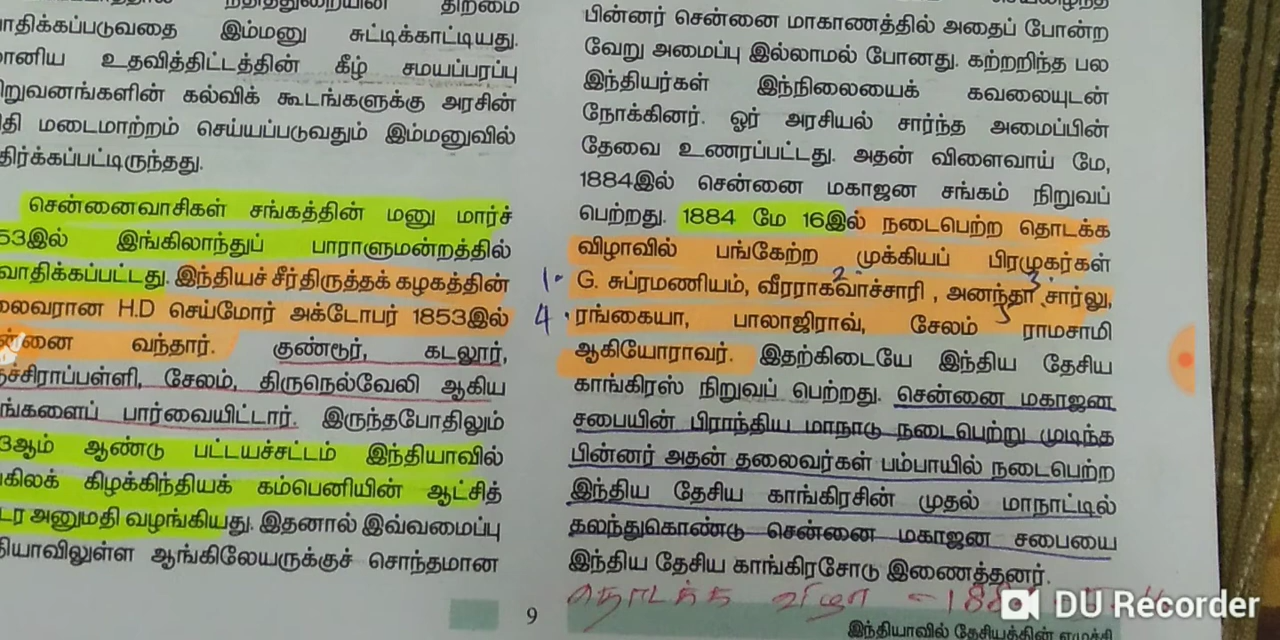 திறமை
பாதிக்கப்படுவதை இம்மனு சுட்டிக்காட்டியது.
உதவித்திட்டத்தின் கீழ் சமயப்பரப்பு
நிறுவனங்களின் கல்விக் கூடங்களுக்கு அரசின்
மடைமாற்றம் செய்யப்படுவதும் இம்மனுவில்
திர்க்கப்பட்டிருந்தது.
சென்னைவாசிகள் சங்கத்தின் மனு மார்ச்
53இல் இங்கிலாந்துப் பாராளுமன்றத்தில்
வாதிக்கப்பட்டது. இந்தியச் சீர்திருத்தக் கழகத்தின்
லைவரான H.D செய்மோர் அக்டோபர் 1853இல்
வந்தார். குண்டூர், கடலூர்,
ச்சிராப்பள்ளி, சேலம், திருநெல்வேலி ஆகிய
ங்களைப் பார்வையிட்டார். இருந்தபோதிலும்
3ஆம் ஆண்டு பட்டயச்சட்டம் இந்தியாவில்
கிலக் கிழக்கிந்தியக் கம்பெனியின் ஆட்சித்
டர அனுமதி வழங்கியது. இதனால் இவ்வமைப்பு
தியாவிலுள்ள ஆங்கிலேயருக்குச் சொந்தமான
9
பின்னர் சென்னை மாகாணத்தில் அதைப் போன்ற
வேறு அமைப்பு இல்லாமல் போனது. கற்றறிந்த பல
இந்தியர்கள் இந்நிலையைக் கவலையுடன்
நோக்கினர். ஓர் அரசியல் சார்ந்த அமைப்பின்
தேவை உணரப்பட்டது. அதன் விளைவாய் மே,
1884இல் சென்னை மகாஜன சங்கம் நிறுவப்
பெற்றது. 1884 மே 16இல் நடைபெற்ற தொடக்க
விழாவில் பங்கேற்ற முக்கியப் பிரமுகர்கள்
1- G. சுப்ரமணியம், வீரராகவாச்சாரி 2-, அனந்தா சார்லு 3,
4. ரங்கையா, பாலாஜிராவ், 5 சேலம் ராமசாமி
ஆகியோராவர். இதற்கிடையே இந்திய தேசிய
காங்கிரஸ் நிறுவப் பெற்றது. சென்னை மகாஜன
சபையின் பிராந்திய மாநாடு நடைபெற்று முடிந்த
பின்னர் அதன் தலைவர்கள் பம்பாயில் நடைபெற்ற
இந்திய தேசிய காங்கிரசின் முதல் மாநாட்டில்
கலந்துகொண்டு சென்னை மகாஜன சபையை
இந்திய தேசிய காங்கிரசோடு இணைத்தனர்.
தொடக்க விழா -
இந்தியாவில் தேசியத்தின் எழுச்சி
DU Recorder